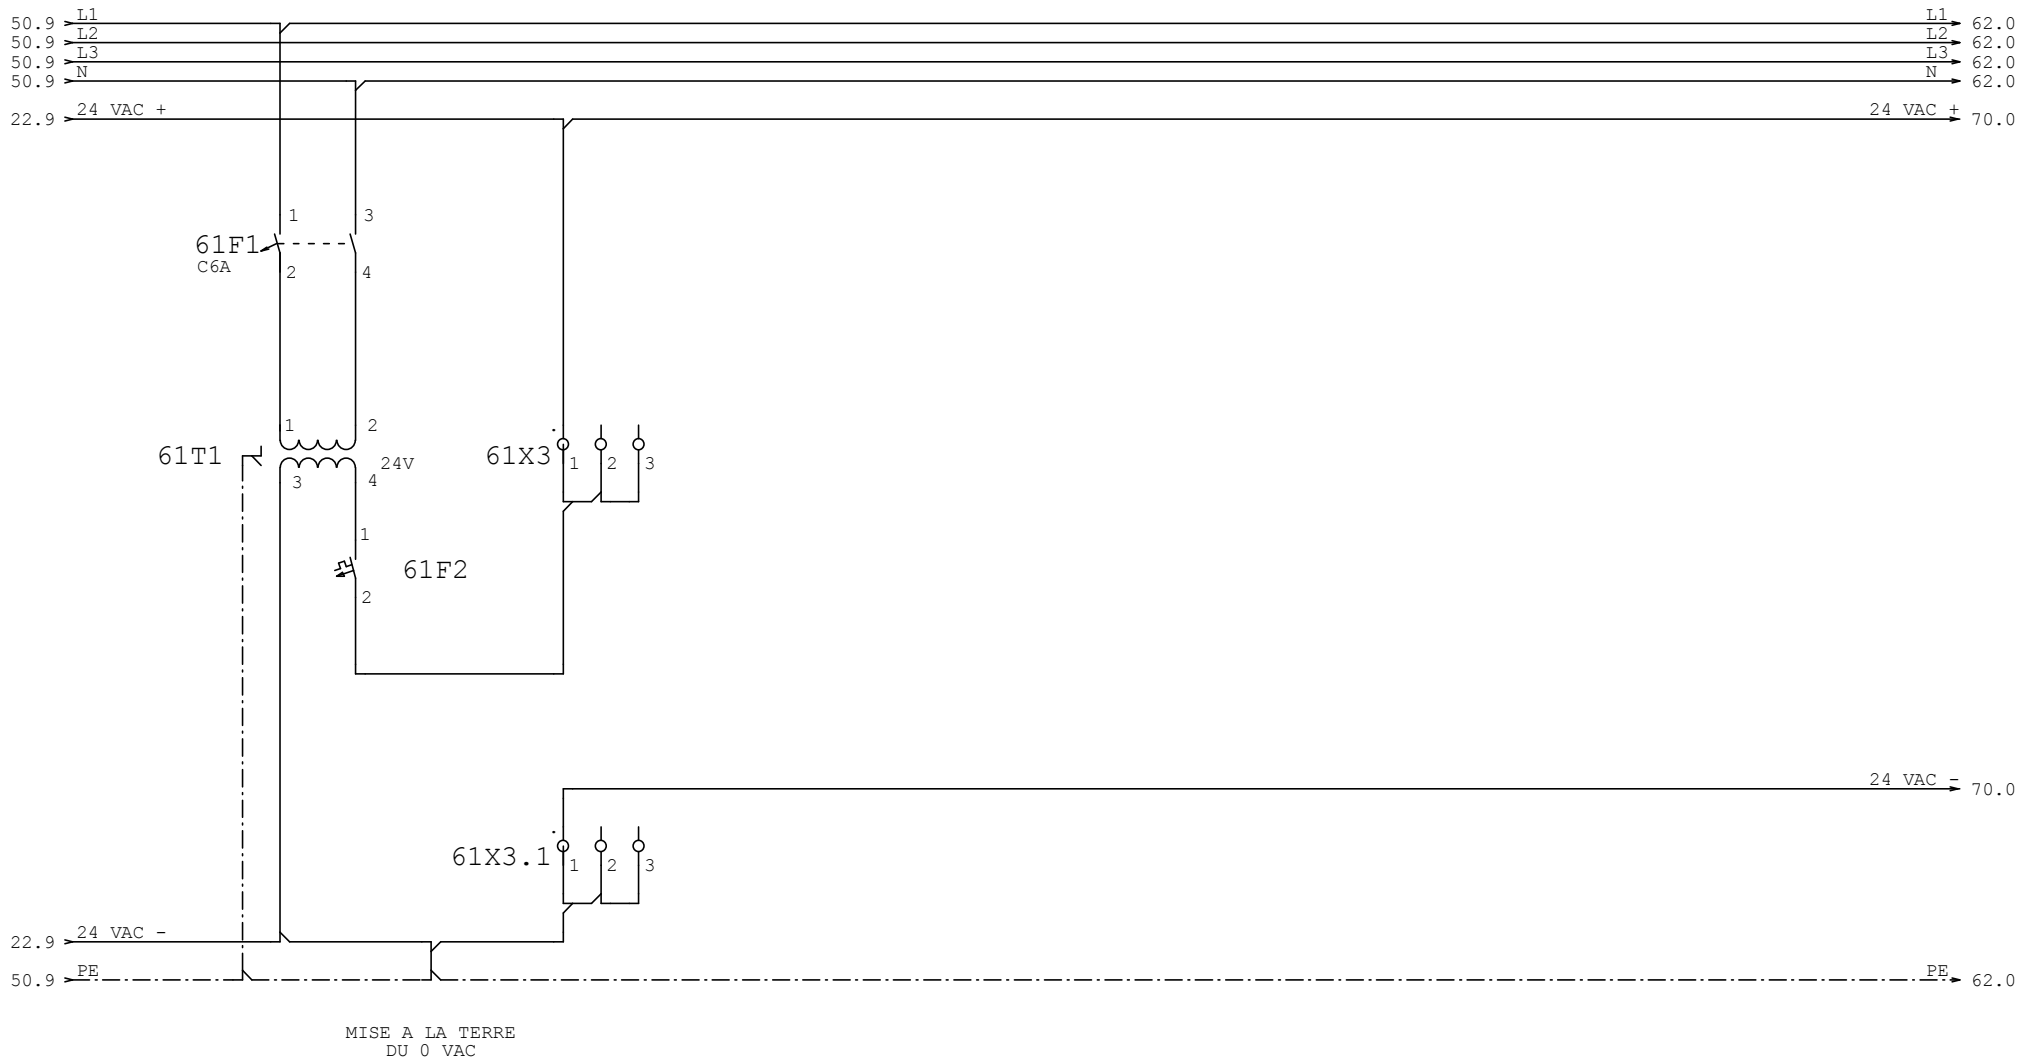 50.9 L1 L1 62.0
50.9 L2 L2 62.0
50.9 L3 L3 62.0
50.9 N N 62.0
22.9 24 VAC + 24 VAC + 70.0
1 3
61F1
C6A
2 4
1 2
61T1 24V 61X3 1 2 3
3 4
1
61F2
2
24 VAC - 70.0
61X3.1 1 2 3
22.9 24 VAC -
50.9 PE PE 62.0
MISE A LA TERRE
DU 0 VAC